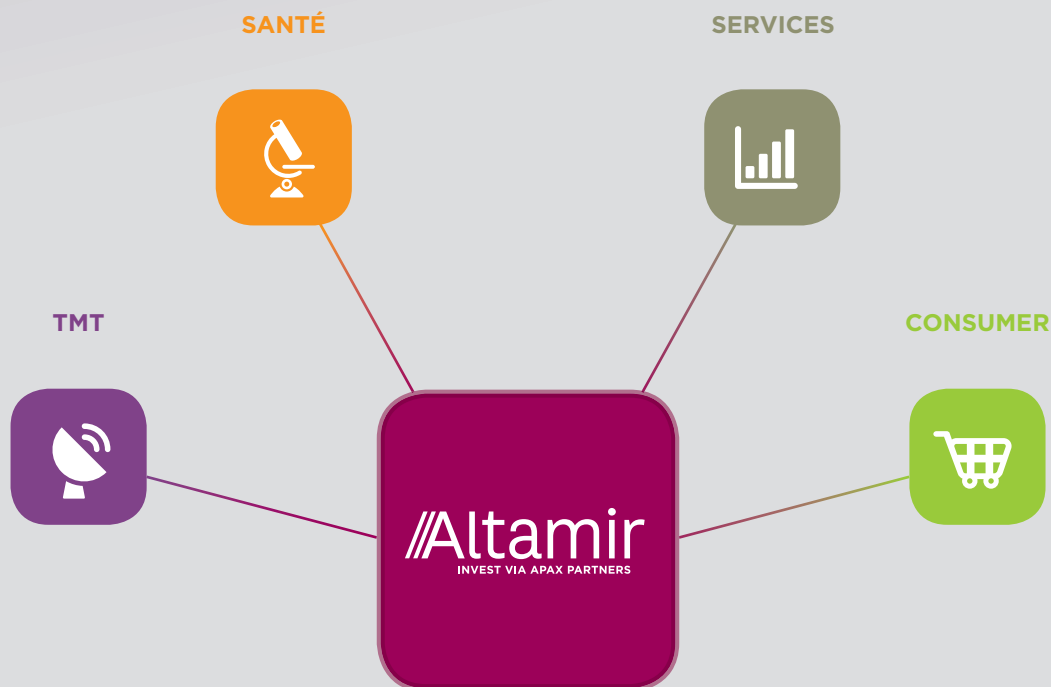 SANTÉ
SERVICES
TMT
CONSUMER
Altamir
INVEST VIA APAX PARTNERS